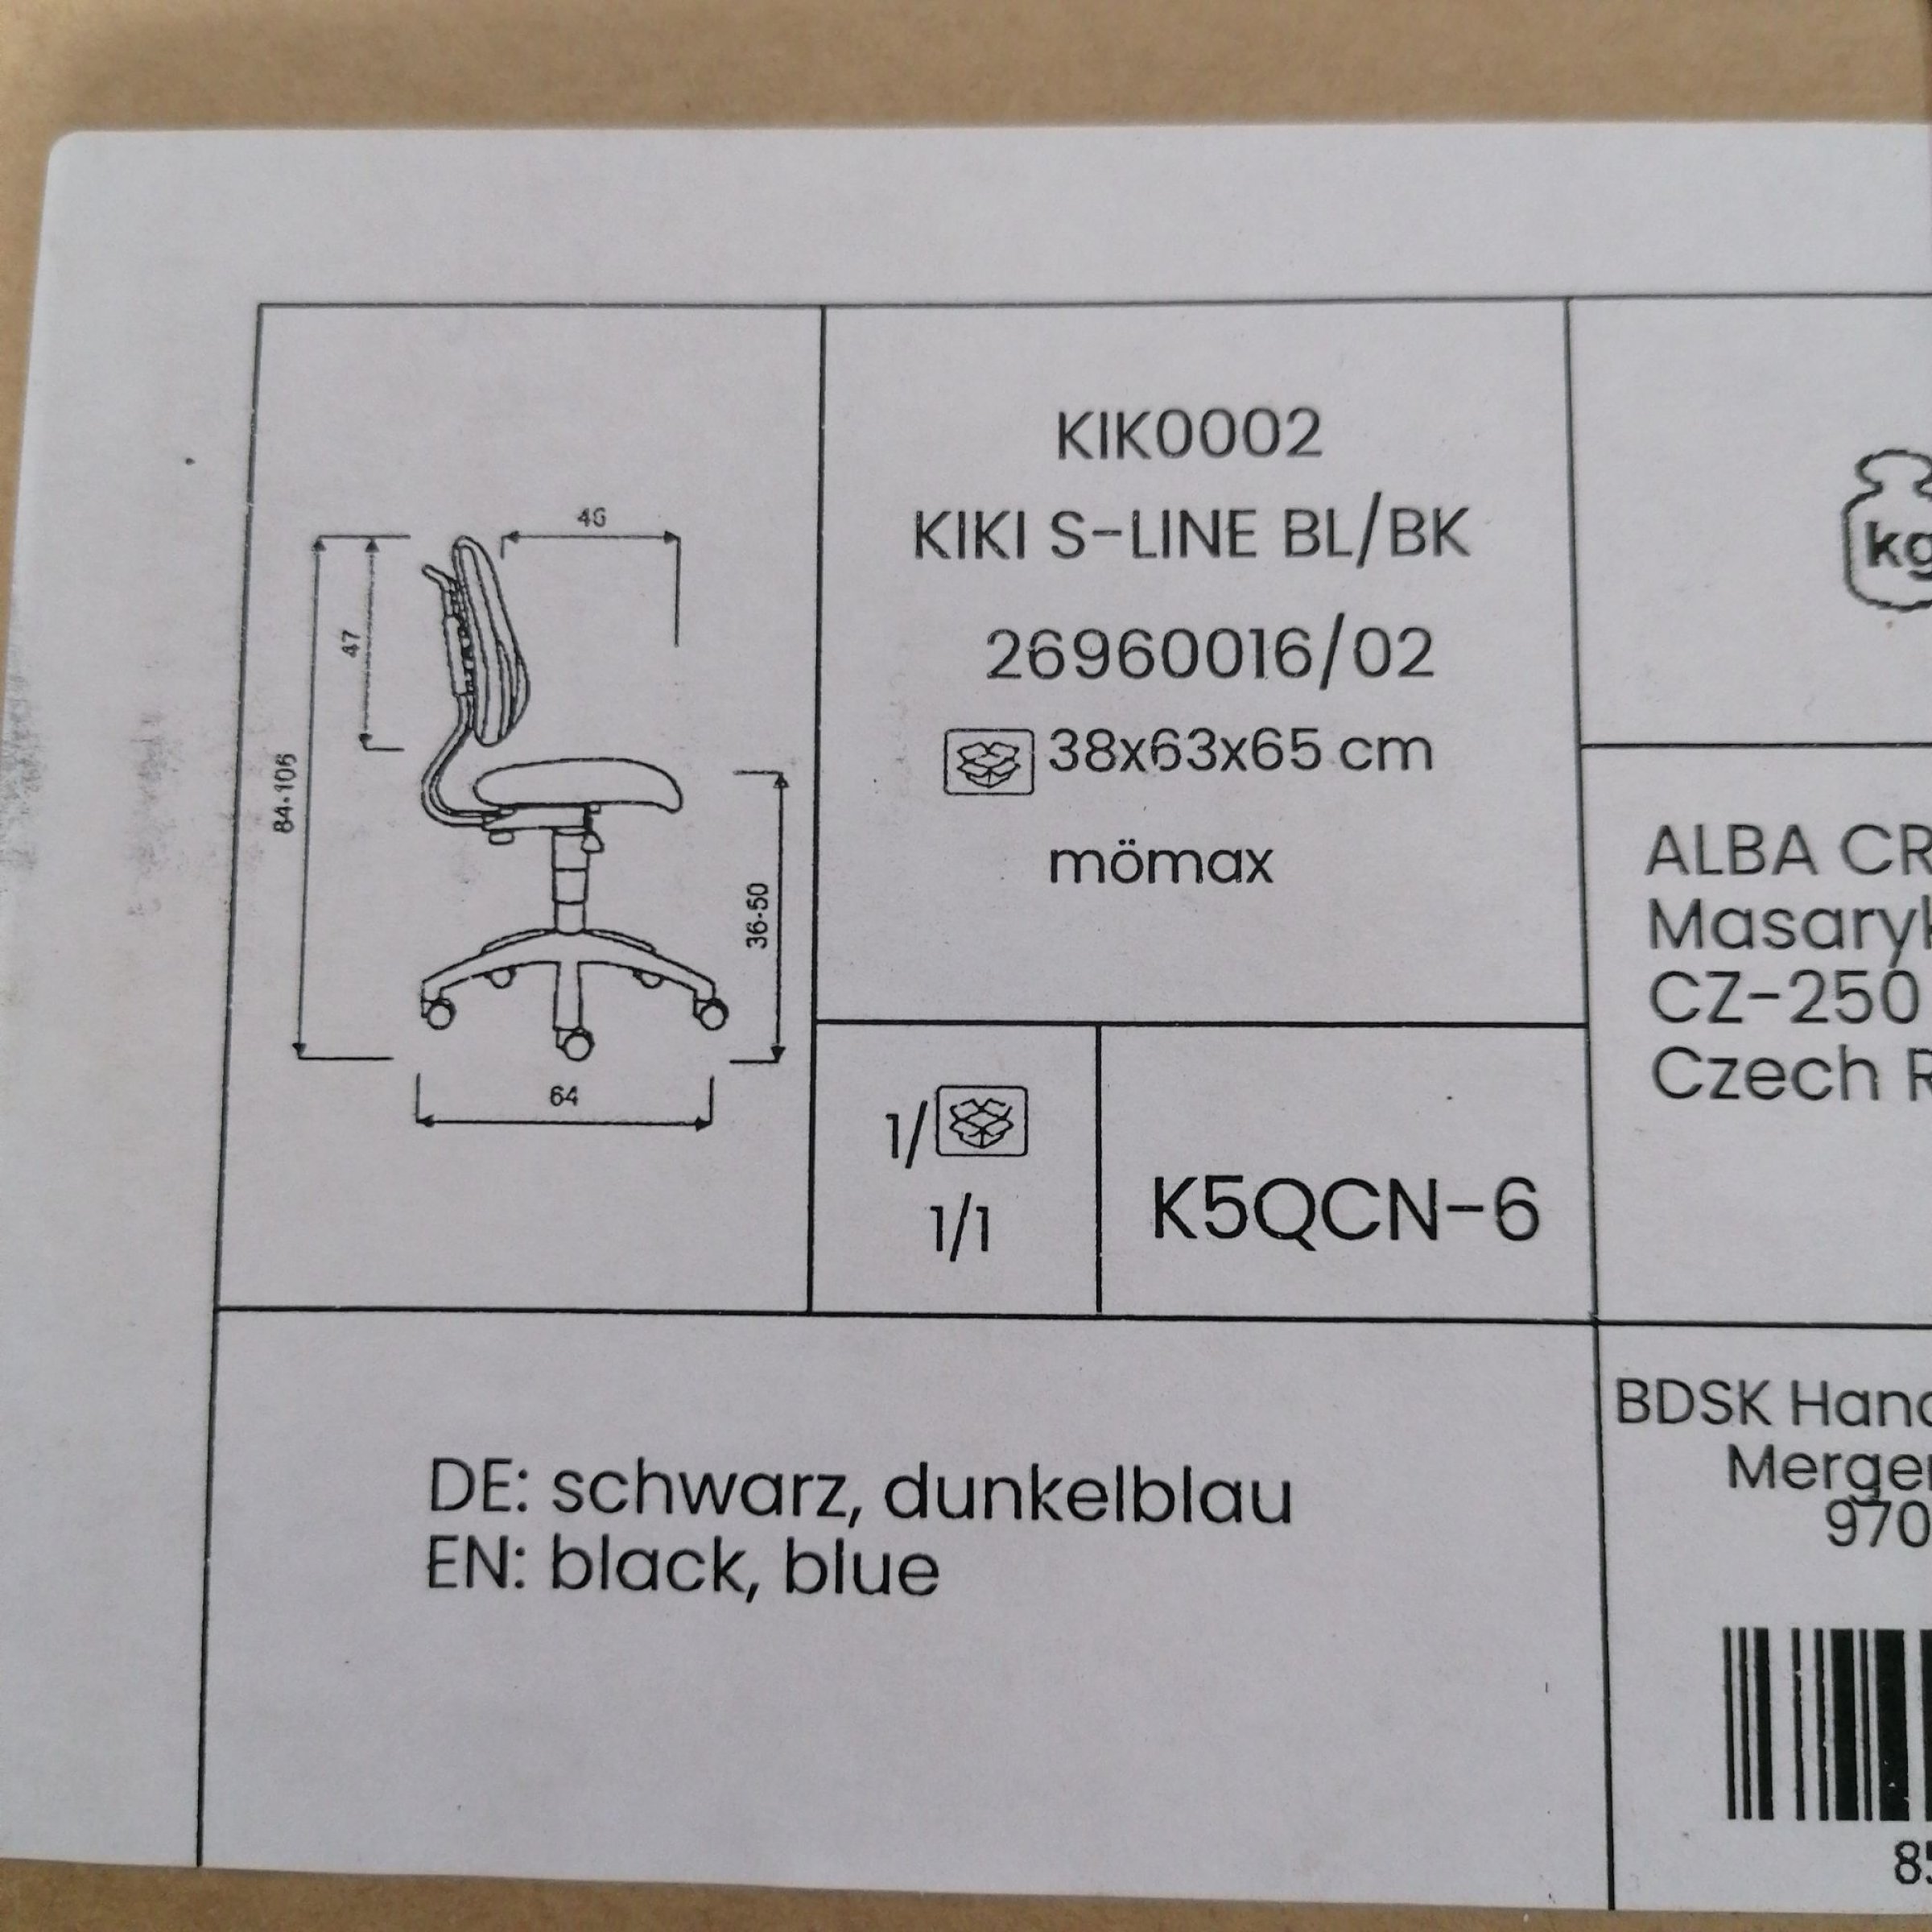 46
47
84-106
36-50
64
KIK0002
KIKI S-LINE BL/BK
26960016/02
38x63x65 cm
mömax
1/
1/1
K5QCN-6
kg
ALBA CR
Masaryk
CZ-250
Czech R
DE: schwarz, dunkelblau
EN: black, blue
BDSK Hand
Merge
970
85